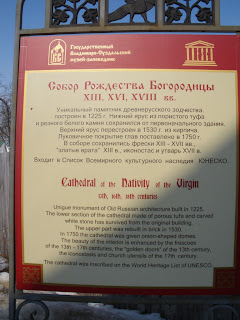 Государственный
Владимиро-Суздальский
музей-заповедник
Собор Рождества Богородицы
XIII, XVI, XVIII вв.
Уникальный памятник древнерусского зодчества
построен в 1225 г. Нижний ярус из пористого туфа
и резного белого камня сохранился от первоначального здания.
Верхний ярус перестроен в 1530 г. из кирпича.
Луковичное покрытие глав поставлено в 1750 г.
В соборе сохранились фрески XIII - XVII вв.,
"златые врата" XIII в., иконостас и утварь XVII в.
Входит в Список Всемирного культурного наследия ЮНЕСКО.
Cathedral of the Nativity of the Virgin
13th, 16th, 18th centuries
Unique monument of Old Russian architecture built in 1225.
The lower section of the cathedral made of porous tufa and carved
white stone has survived from the original building.
The upper part was rebuilt in brick in 1530.
In 1750 the cathedral was given onion-shaped domes.
The beauty of the interior is enhanced by the frescoes
of the 13th - 17th centuries, the "golden doors" of the 13th century,
the iconostasis and church utensils of the 17th century.
The cathedral was inscribed on the World Heritage List of UNESCO.